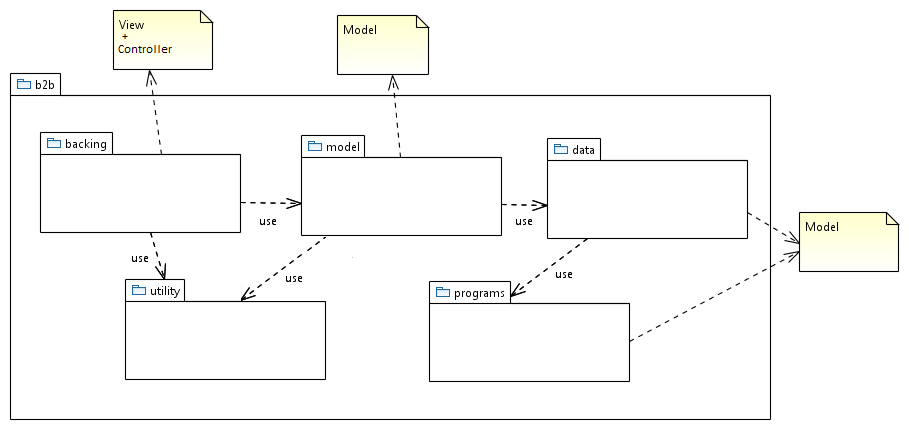 View
+
Controller
Model
b2b
backing
model
data
use
use
Model
use
use
use
utility
programs